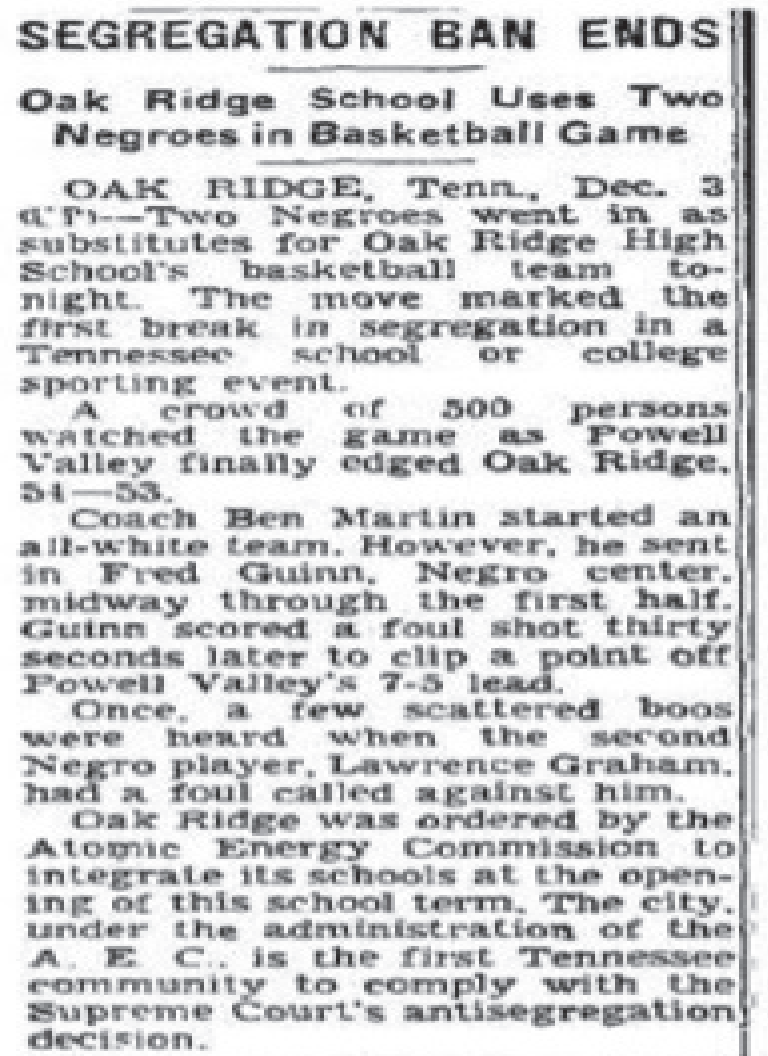 SEGREGATION BAN ENDS
Oak Ridge School Uses Two
Negroes in Basketball Game
OAK RIDGE, Tenn., Dec. 3
(UP)—Two Negroes went in as
substitutes for Oak Ridge High
School's basketball team to-
night. The move marked the
first break in segregation in a
Tennessee school or college
sporting event.
A crowd of 500 persons
watched the game as Powell
Valley finally edged Oak Ridge,
54—53.
Coach Ben Martin started an
all-white team. However, he sent
in Fred Guinn, Negro center,
midway through the first half.
Guinn scored a foul shot thirty
seconds later to clip a point off
Powell Valley's 7-5 lead.
Once, a few scattered boos
were heard when the second
Negro player, Lawrence Graham,
had a foul called against him.
Oak Ridge was ordered by the
Atomic Energy Commission to
integrate its schools at the open-
ing of this school term. The city,
under the administration of the
A. E. C., is the first Tennessee
community to comply with the
Supreme Court's antisegregation
decision.